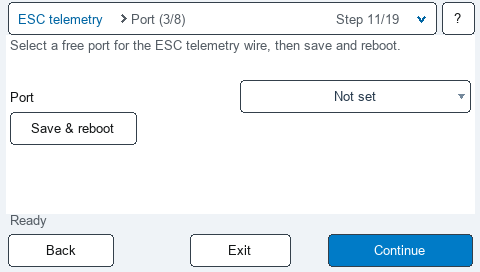 ESC telemetry > Port (3/8) Step 11/19 ?
Select a free port for the ESC telemetry wire, then save and reboot.
Port Not set
Save & reboot
Ready
Back Exit Continue